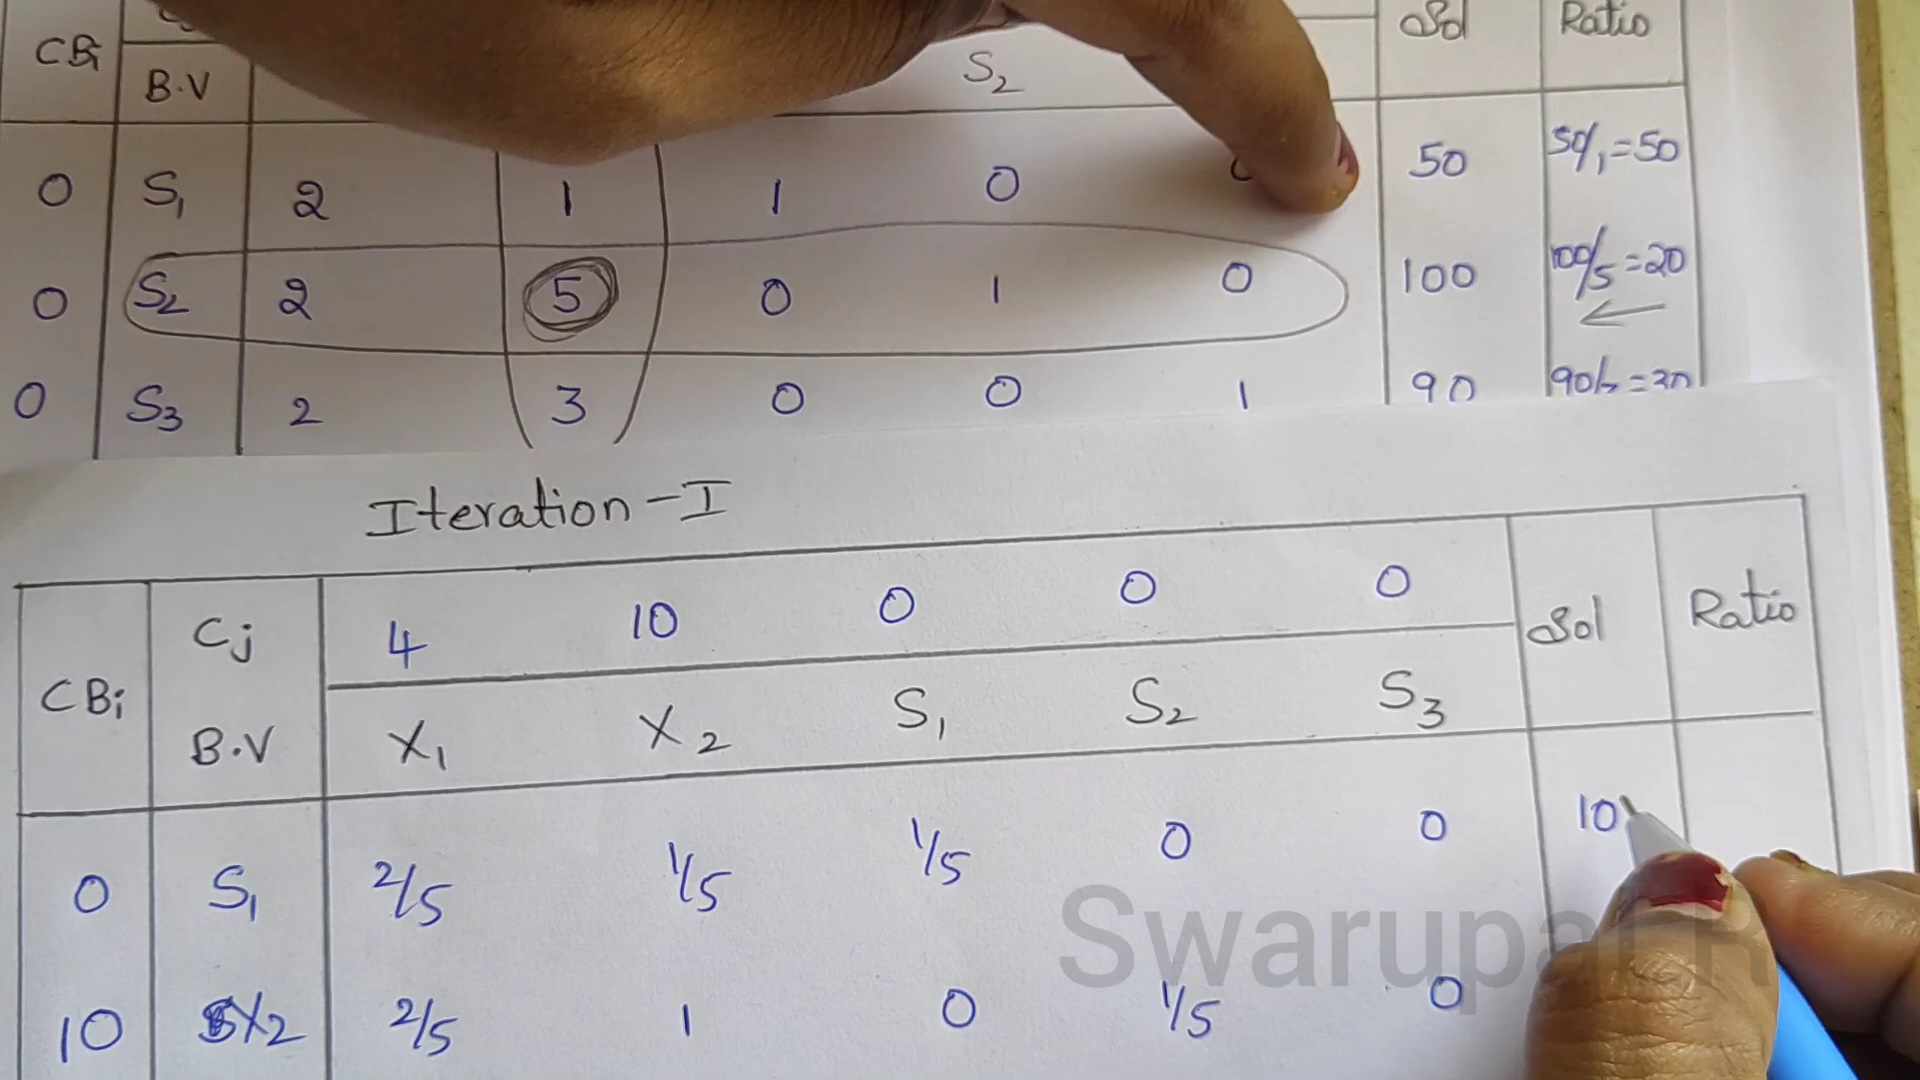 CBi Sol Ratio
B.V S2
0 S1 2 1 1 0 50 50/1=50
0 S2 2 5 0 1 0 100 100/5=20
0 S3 2 3 0 0 1 90
Iteration-I
CBi Cj 4 10 0 0 0 Sol Ratio
B.V X1 X2 S1 S2 S3
0 S1 2/5 1/5 1/5 0 0 10
10 X2 2/5 1 0 1/5 0